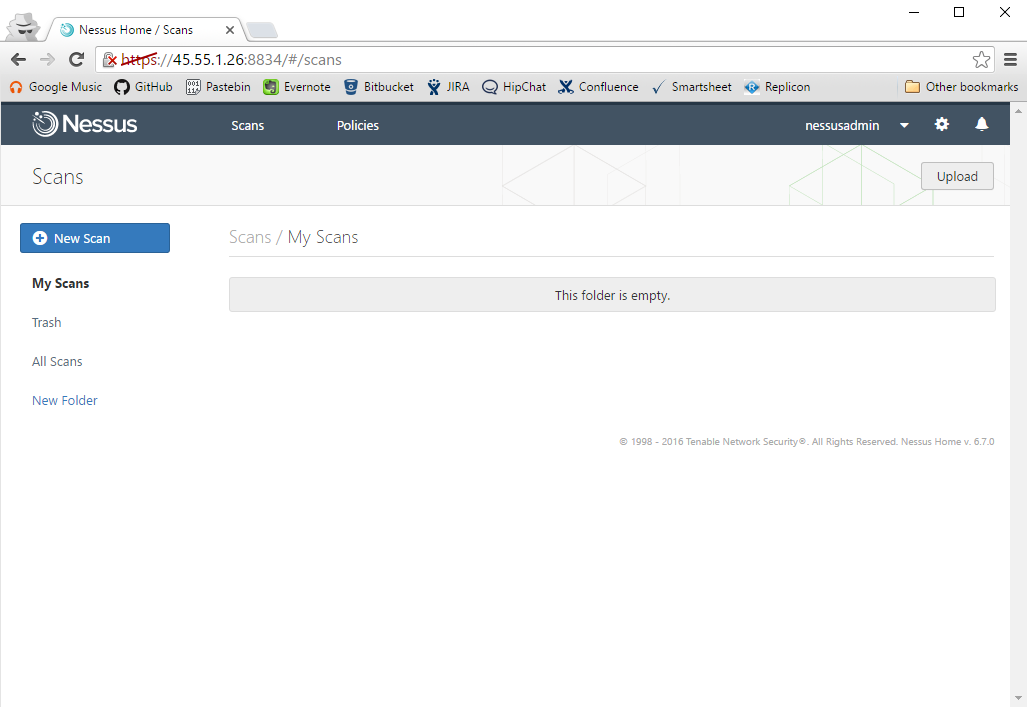 Nessus Home / Scans
https://45.55.1.26:8834/#/scans
Google Music GitHub Pastebin Evernote Bitbucket JIRA HipChat Confluence Smartsheet Replicon Other bookmarks
Nessus Scans Policies nessusadmin
Scans Upload
New Scan
Scans / My Scans
My Scans
This folder is empty.
Trash
All Scans
New Folder
© 1998 - 2016 Tenable Network Security®. All Rights Reserved. Nessus Home v. 6.7.0